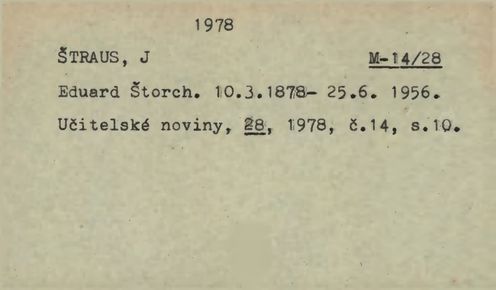 1978
ŠTRAUS, J M-14/28
Eduard Štorch. 10.3.1878- 25.6. 1956.
Učitelské noviny, 28, 1978, č.14, s.10.